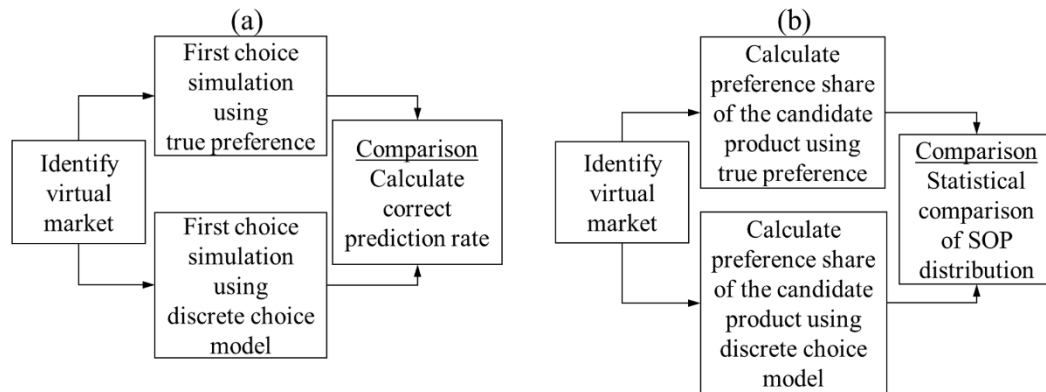 (a)
First choice
simulation
using
true preference
Identify
virtual
market
Comparison
Calculate
correct
prediction rate
First choice
simulation
using
discrete choice
model
(b)
Calculate
preference share
of the candidate
product using
true preference
Identify
virtual
market
Comparison
Statistical
comparison
of SOP
distribution
Calculate
preference share
of the candidate
product using
discrete choice
model